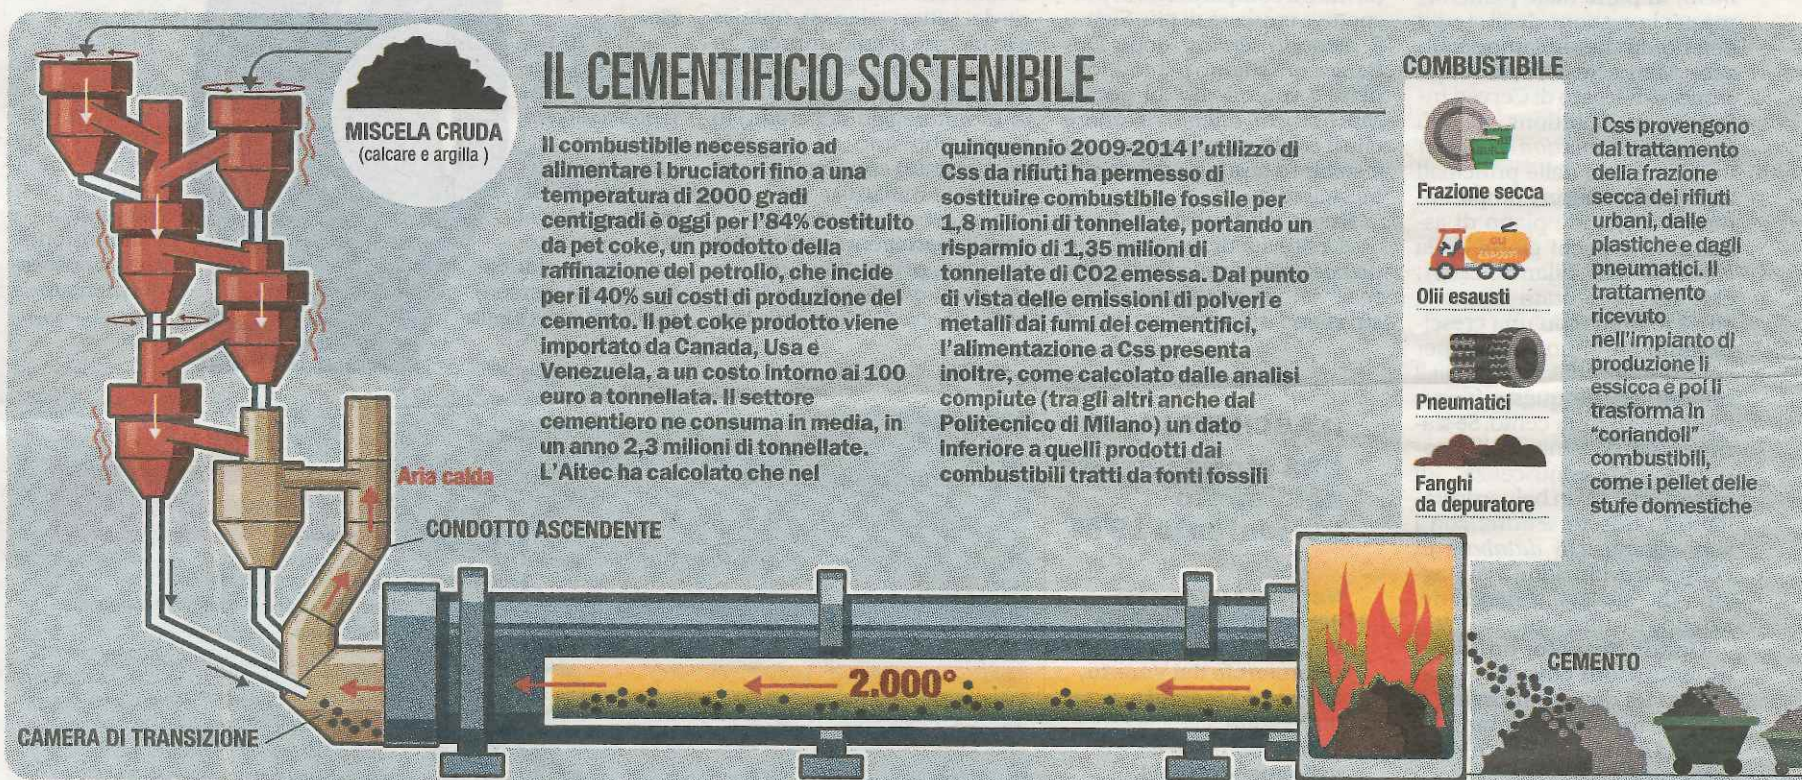 IL CEMENTIFICIO SOSTENIBILE
MISCELA CRUDA
(calcare e argilla )
Il combustibile necessario ad
alimentare i bruciatori fino a una
temperatura di 2000 gradi
centigradi è oggi per l'84% costituito
da pet coke, un prodotto della
raffinazione del petrolio, che incide
per il 40% sui costi di produzione del
cemento. Il pet coke prodotto viene
importato da Canada, Usa e
Venezuela, a un costo intorno ai 100
euro a tonnellata. Il settore
cementiero ne consuma in media, in
un anno 2,3 milioni di tonnellate.
L'Aitec ha calcolato che nel
quinquennio 2009-2014 l'utilizzo di
Css da rifiuti ha permesso di
sostituire combustibile fossile per
1,8 milioni di tonnellate, portando un
risparmio di 1,35 milioni di
tonnellate di CO2 emessa. Dal punto
di vista delle emissioni di polveri e
metalli dai fumi dei cementifici,
l'alimentazione a Css presenta
inoltre, come calcolato dalle analisi
compiute (tra gli altri anche dal
Politecnico di Milano) un dato
inferiore a quelli prodotti dai
combustibili tratti da fonti fossili
COMBUSTIBILE
Frazione secca
Olii esausti
Pneumatici
Fanghi
da depuratore
I Css provengono
dal trattamento
della frazione
secca dei rifiuti
urbani, dalle
plastiche e dagli
pneumatici. Il
trattamento
ricevuto
nell'impianto di
produzione li
essicca e poi li
trasforma in
"coriandoli"
combustibili,
come i pellet delle
stufe domestiche
Aria calda
CONDOTTO ASCENDENTE
2.000°
CEMENTO
CAMERA DI TRANSIZIONE